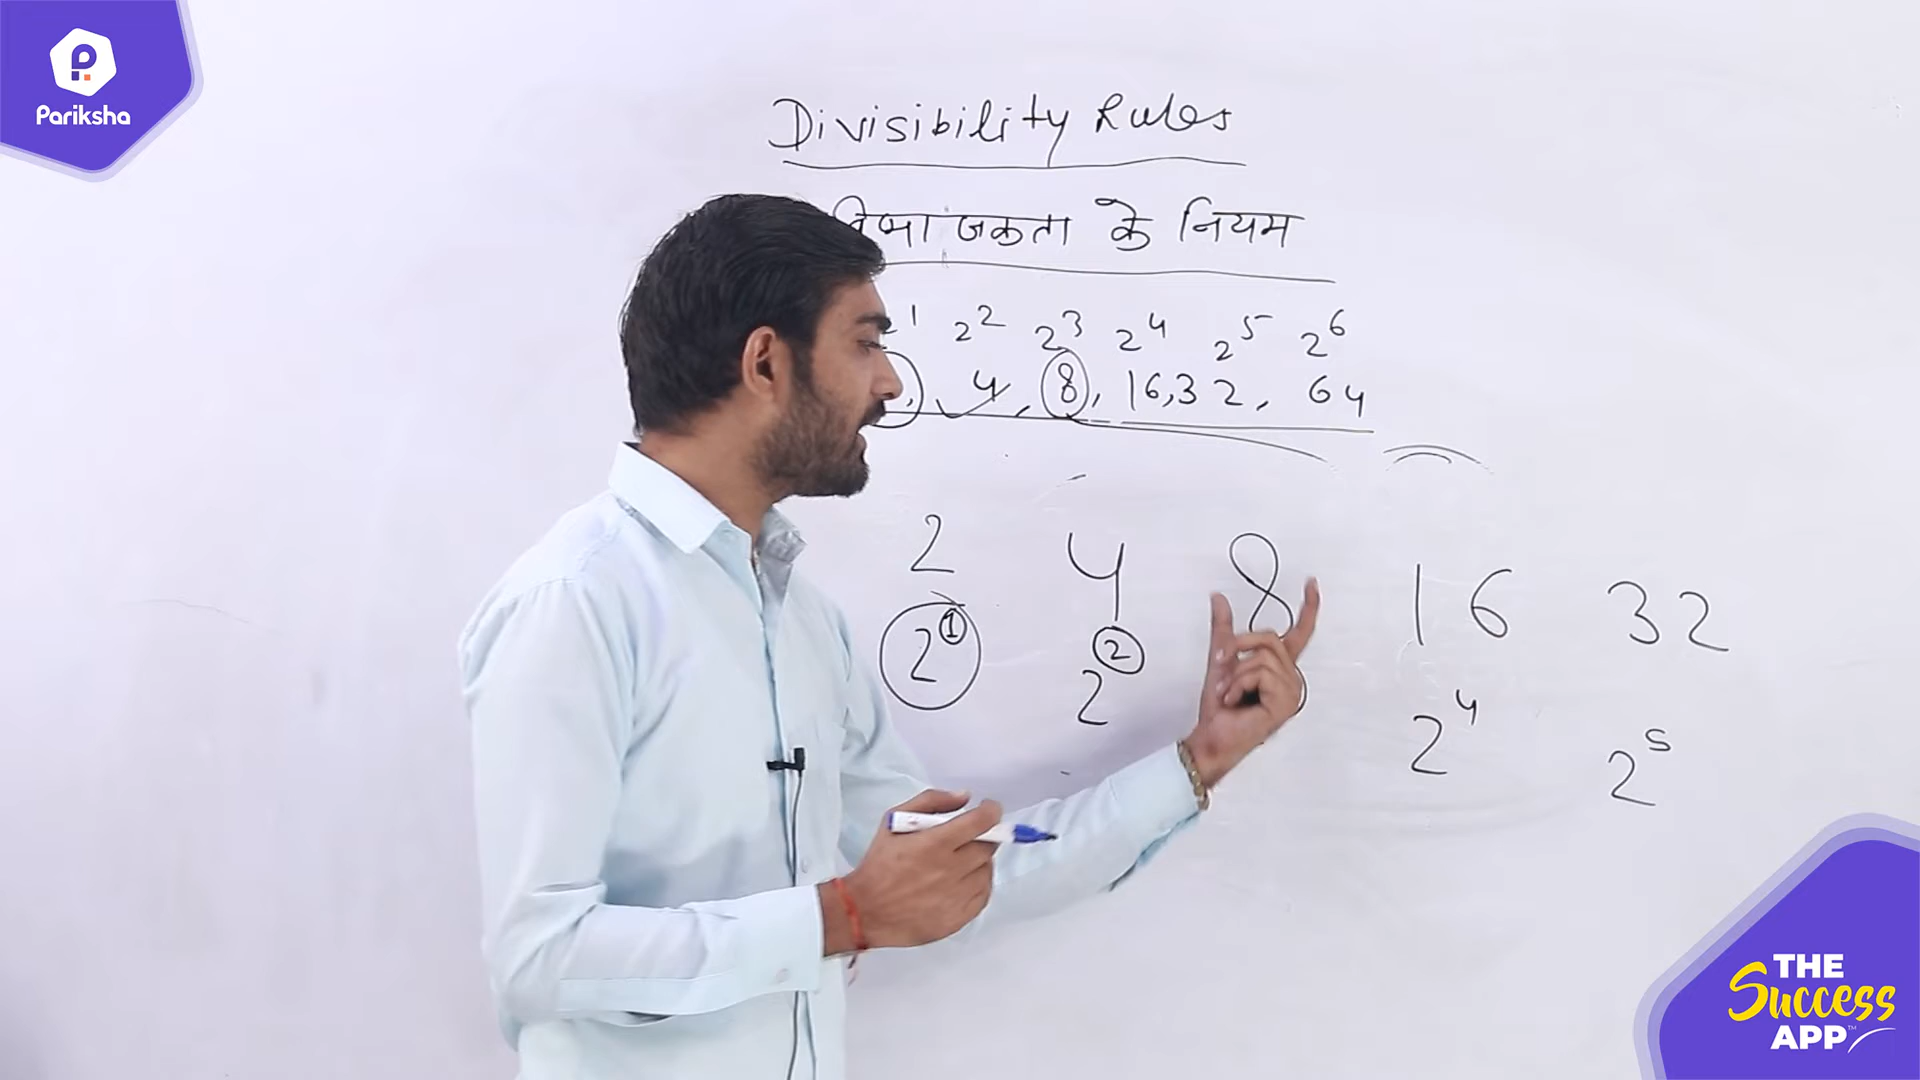 Pariksha
Divisibility Rules
विभाजकता के नियम
2² 2³ 2⁴ 2⁵ 2⁶
4, 8, 16, 32, 64
2 4 8 16 32
2① 2② 2⁴ 2⁵
THE
Success
APP™